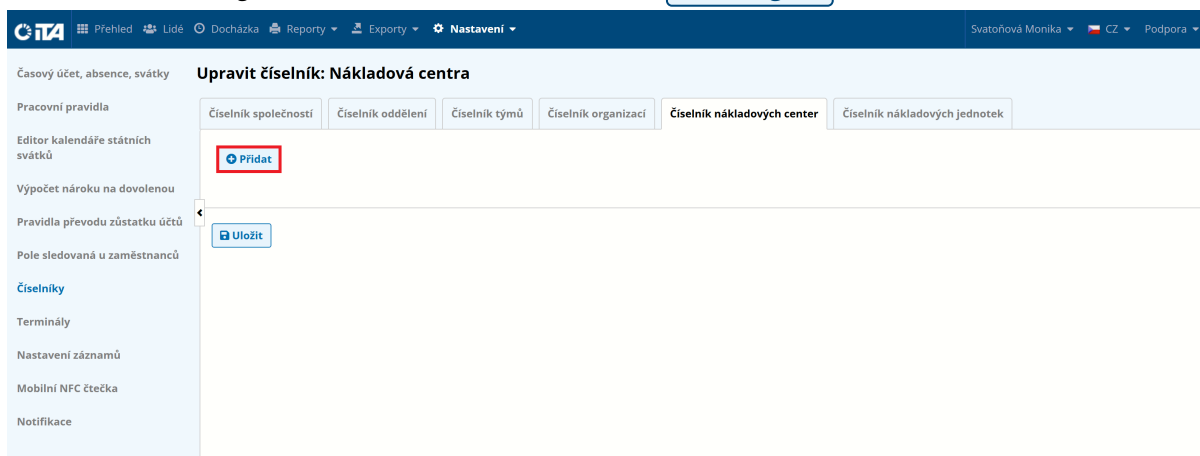 iTA Přehled Lidé Docházka Reporty Exporty Nastavení Svatoňová Monika CZ Podpora
Upravit číselník: Nákladová centra
Číselník společností Číselník oddělení Číselník týmů Číselník organizací Číselník nákladových center Číselník nákladových jednotek
Přidat
Uložit
Časový účet, absence, svátky
Pracovní pravidla
Editor kalendáře státních
svátků
Výpočet nároku na dovolenou
Pravidla převodu zůstatku účtů
Pole sledovaná u zaměstnanců
Číselníky
Terminály
Nastavení záznamů
Mobilní NFC čtečka
Notifikace